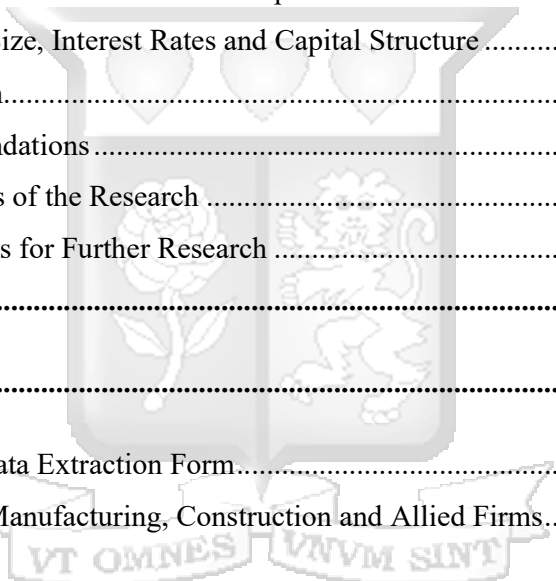 ize, Interest Rates and Capital Structure..........
n..........
ndations..........
s of the Research..........
s for Further Research..........
..........
..........
ata Extraction Form..........
Manufacturing, Construction and Allied Firms..
VT OMNES VNVM SINT